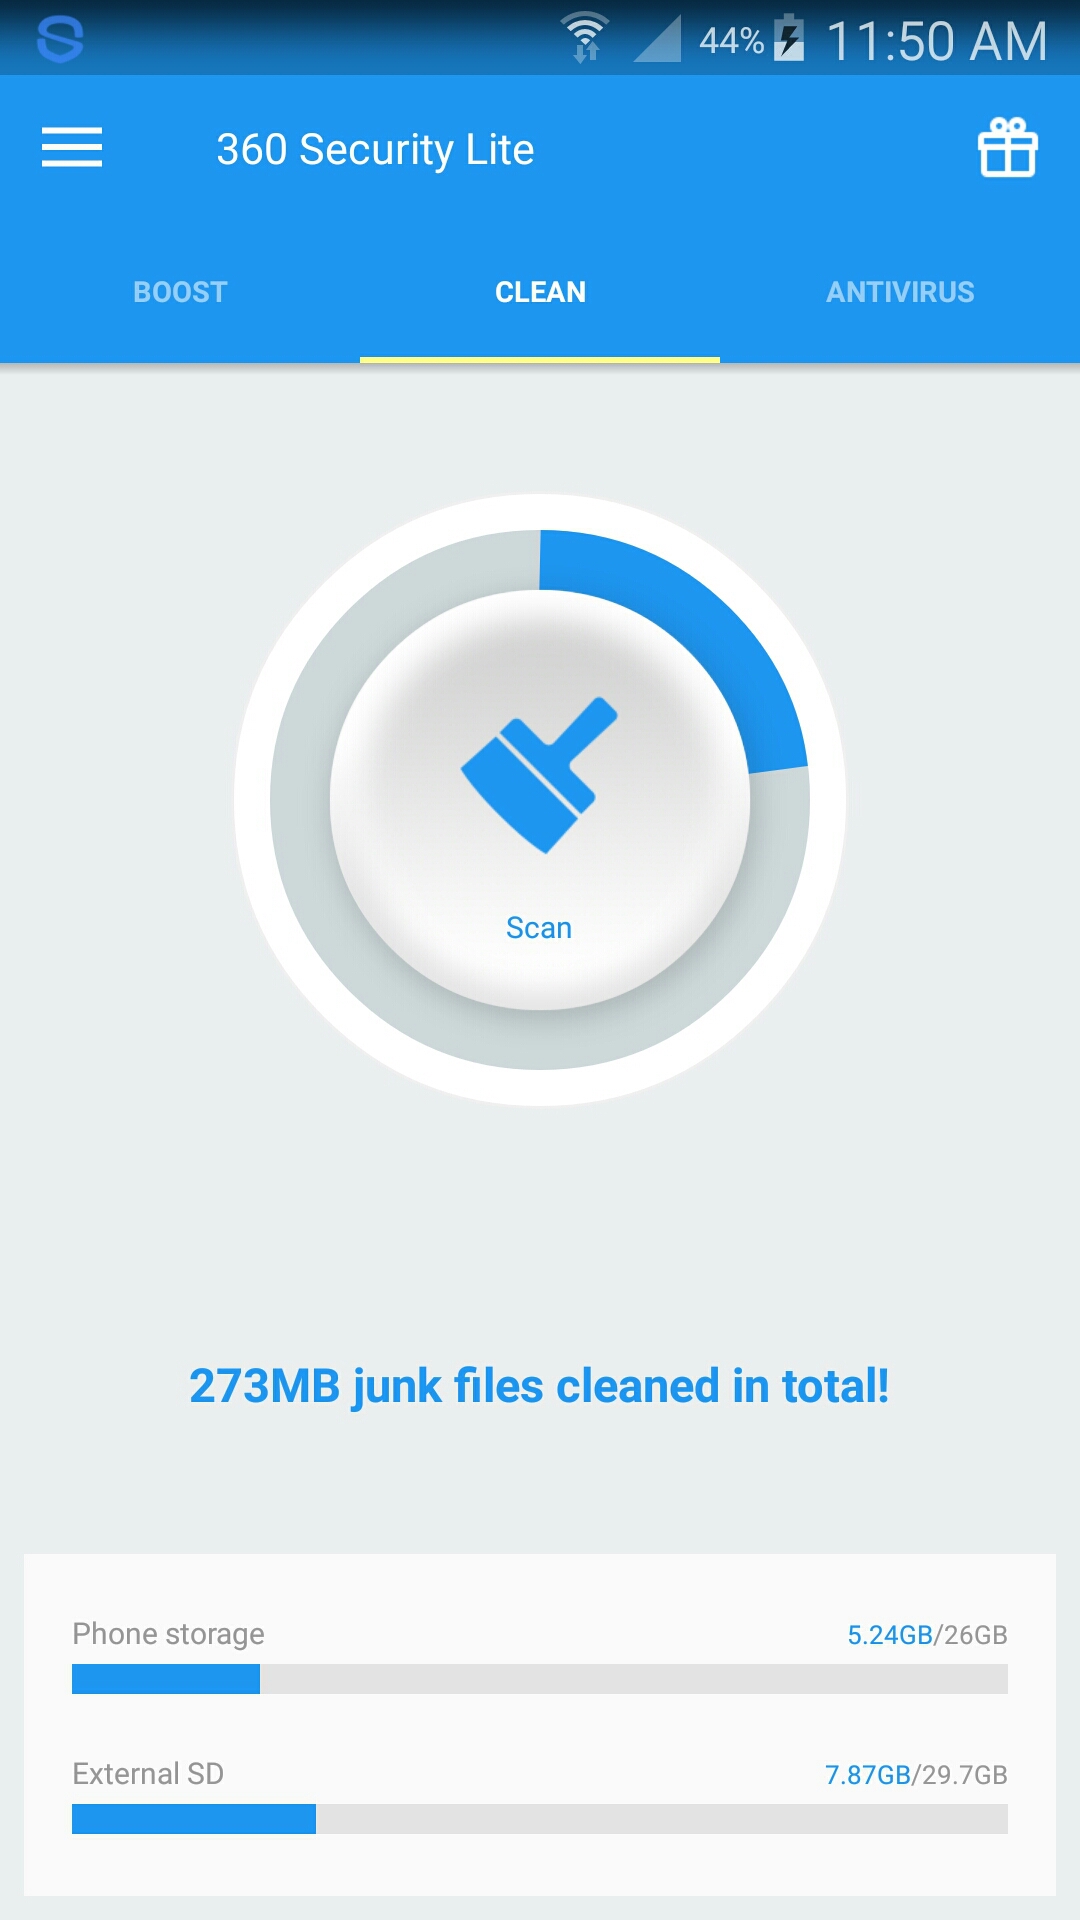 44% 11:50 AM
360 Security Lite
BOOST CLEAN ANTIVIRUS
Scan
273MB junk files cleaned in total!
Phone storage 5.24GB/26GB
External SD 7.87GB/29.7GB